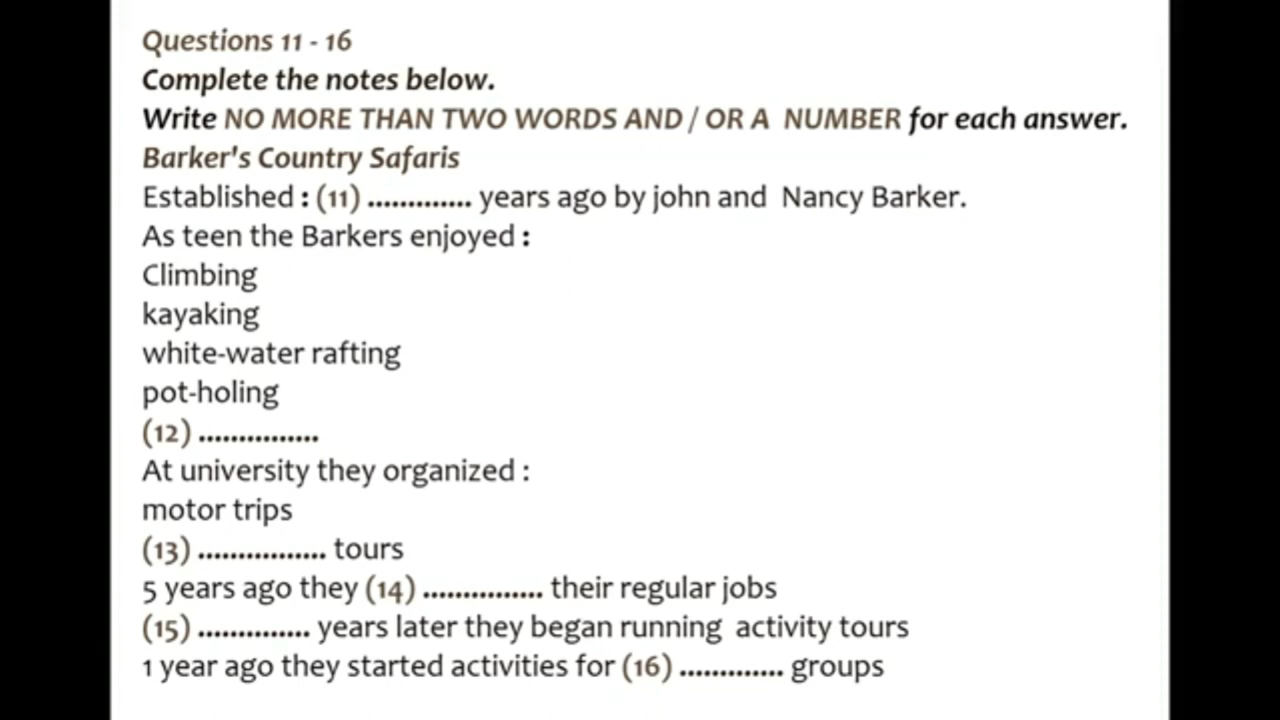 Questions 11 - 16
Complete the notes below.
Write NO MORE THAN TWO WORDS AND / OR A NUMBER for each answer.
Barker's Country Safaris
Established : (11) ............. years ago by john and Nancy Barker.
As teen the Barkers enjoyed :
Climbing
kayaking
white-water rafting
pot-holing
(12) ...............
At university they organized :
motor trips
(13) ................ tours
5 years ago they (14) ............... their regular jobs
(15) .............. years later they began running activity tours
1 year ago they started activities for (16) ............. groups